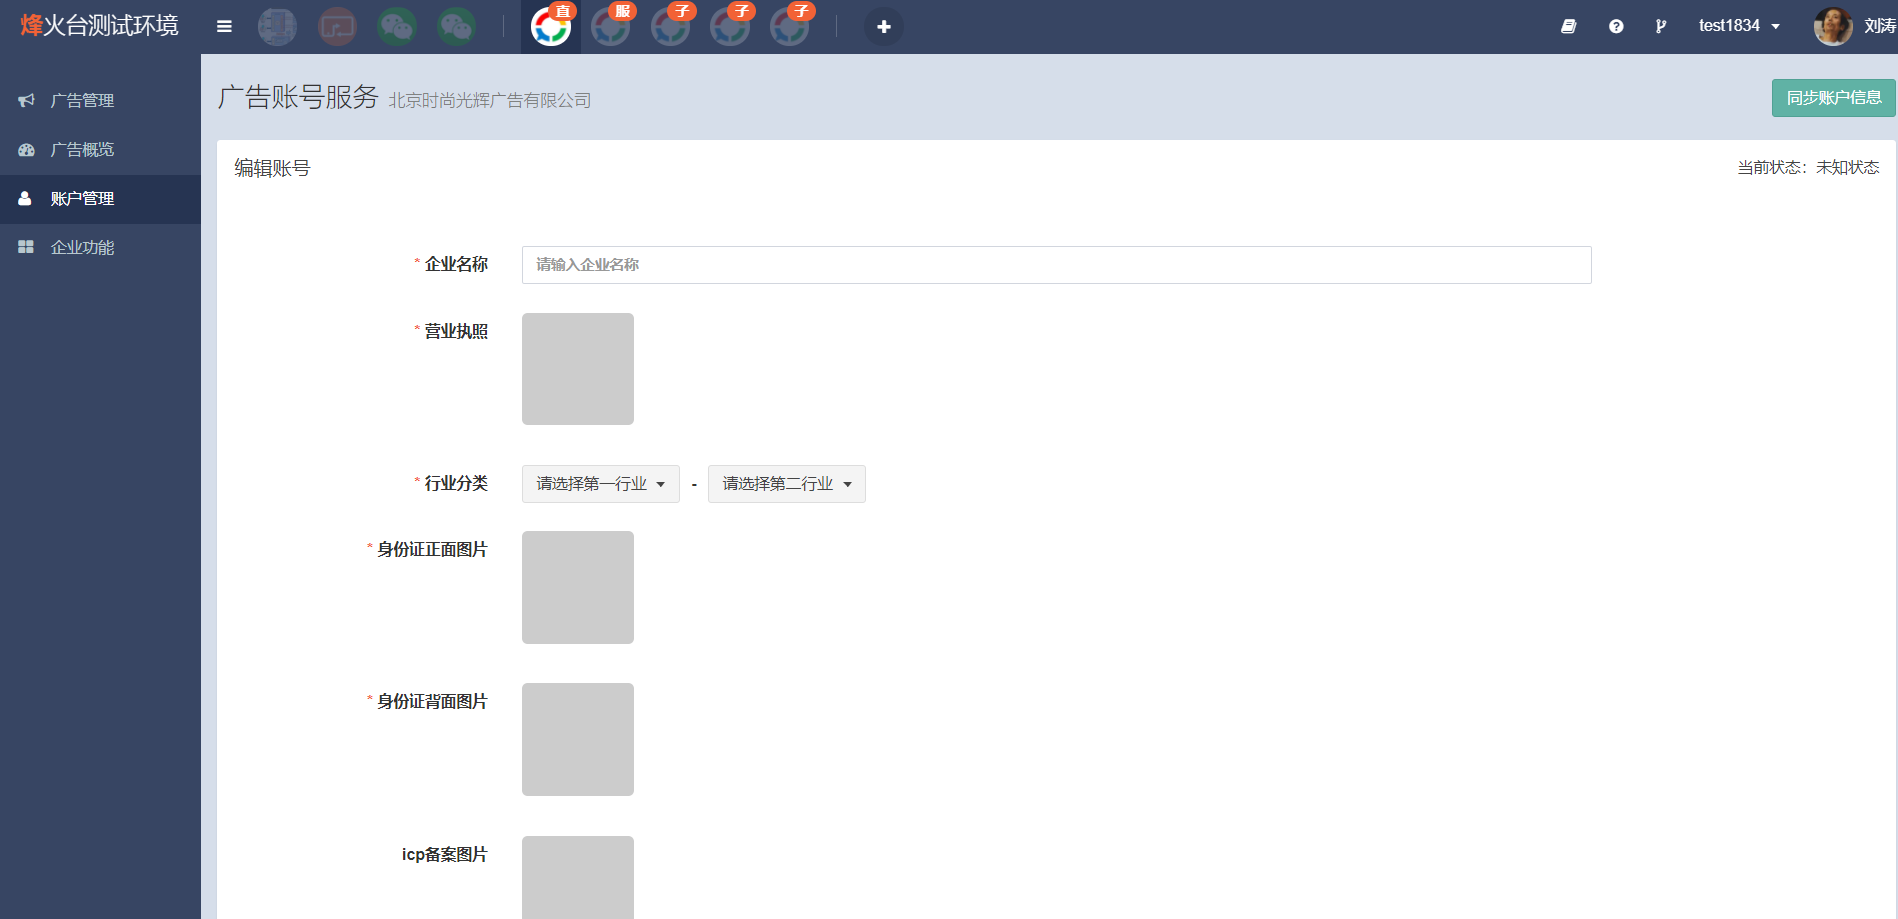 烽火台测试环境
直
服
子
子
子
test1834
刘涛
广告管理
广告概览
账户管理
企业功能
广告账号服务 北京时尚光辉广告有限公司
同步账户信息
编辑账号
当前状态：未知状态
* 企业名称 请输入企业名称
* 营业执照
* 行业分类 请选择第一行业 - 请选择第二行业
* 身份证正面图片
* 身份证背面图片
icp备案图片